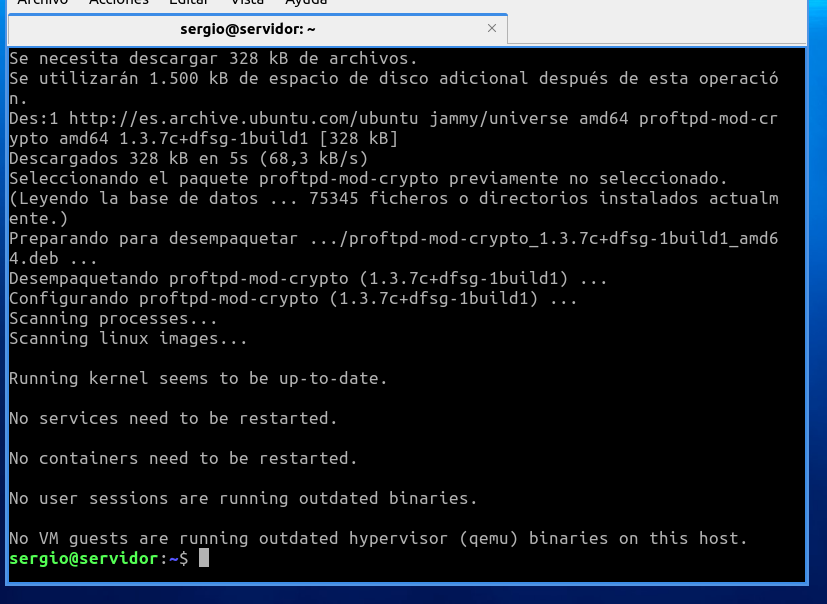 Archivo Acciones Editar Vista Ayuda
sergio@servidor: ~ ×
Se necesita descargar 328 kB de archivos.
Se utilizarán 1.500 kB de espacio de disco adicional después de esta operació
n.
Des:1 http://es.archive.ubuntu.com/ubuntu jammy/universe amd64 proftpd-mod-cr
ypto amd64 1.3.7c+dfsg-1build1 [328 kB]
Descargados 328 kB en 5s (68,3 kB/s)
Seleccionando el paquete proftpd-mod-crypto previamente no seleccionado.
(Leyendo la base de datos ... 75345 ficheros o directorios instalados actualm
ente.)
Preparando para desempaquetar .../proftpd-mod-crypto_1.3.7c+dfsg-1build1_amd6
4.deb ...
Desempaquetando proftpd-mod-crypto (1.3.7c+dfsg-1build1) ...
Configurando proftpd-mod-crypto (1.3.7c+dfsg-1build1) ...
Scanning processes...
Scanning linux images...
Running kernel seems to be up-to-date.
No services need to be restarted.
No containers need to be restarted.
No user sessions are running outdated binaries.
No VM guests are running outdated hypervisor (qemu) binaries on this host.
sergio@servidor:~$